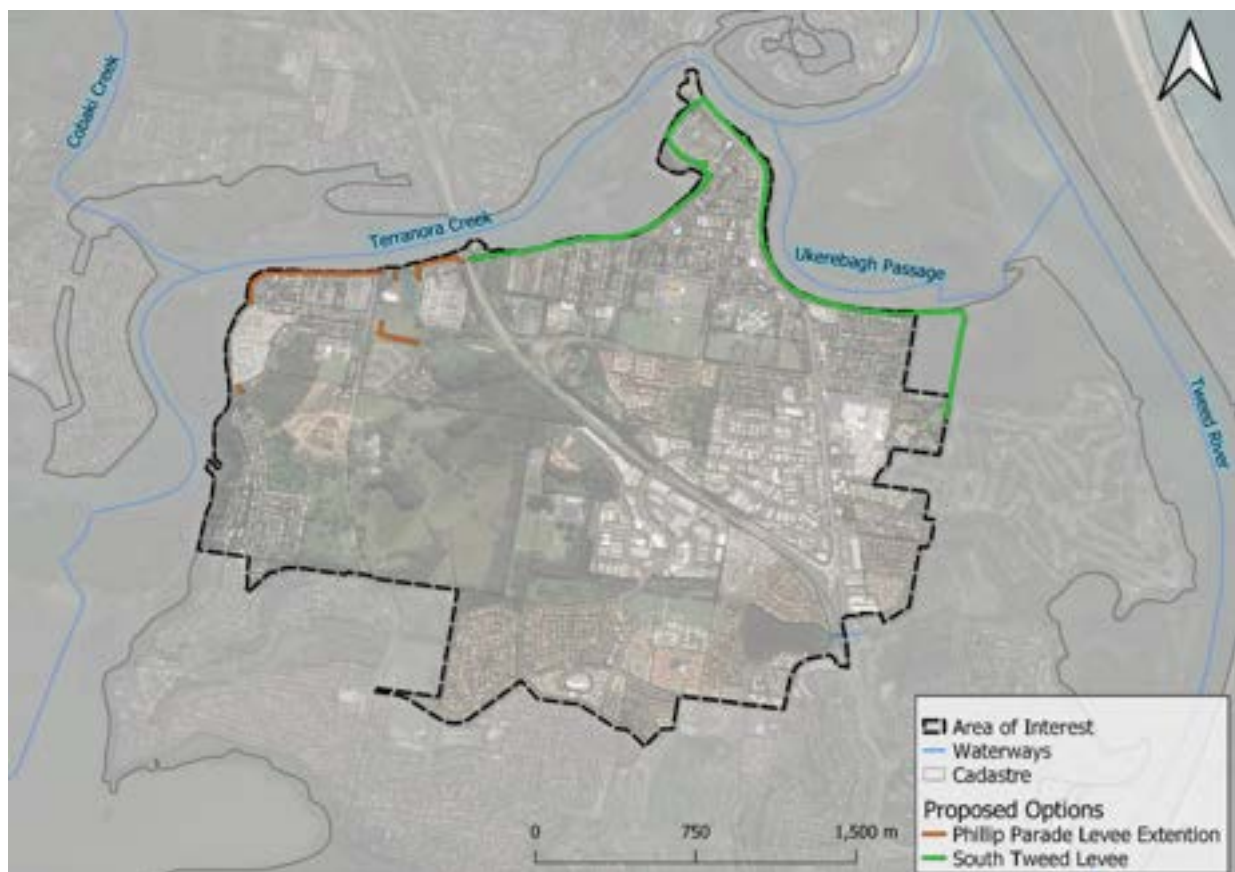 Cobaki Creek
Terranora Creek
Ukerebagh Passage
Tweed River
Area of Interest
Waterways
Cadastre
Proposed Options
Phillip Parade Levee Extention
South Tweed Levee
0 750 1,500 m